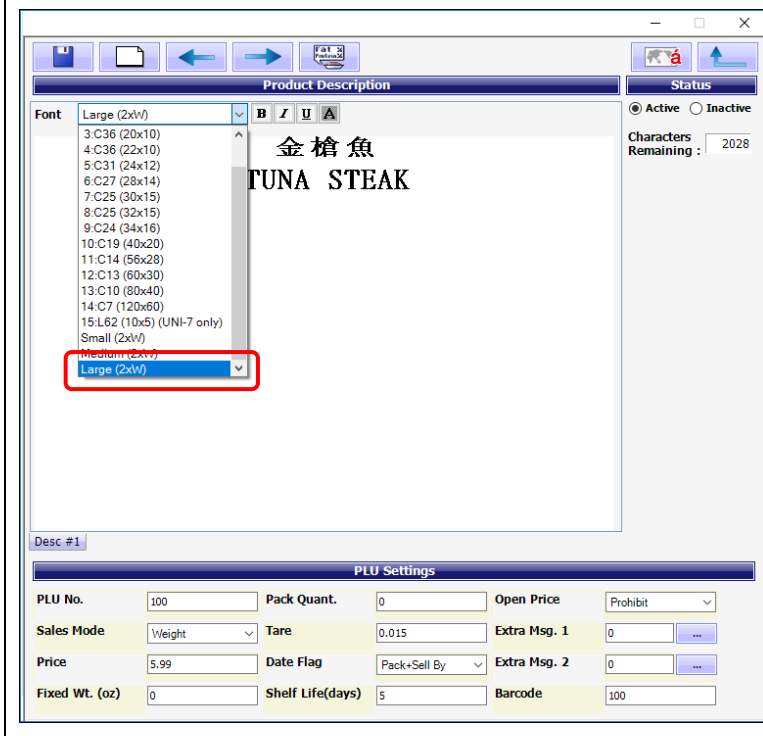 Fat %
Protein %
á
Product Description
Status
Font
Large (2xW)
B I U A
Active
Inactive
Characters Remaining :
2028
金槍魚
TUNA STEAK
3:C36 (20x10)
4:C36 (22x10)
5:C31 (24x12)
6:C27 (28x14)
7:C25 (30x15)
8:C25 (32x15)
9:C24 (34x16)
10:C19 (40x20)
11:C14 (56x28)
12:C13 (60x30)
13:C10 (80x40)
14:C7 (120x60)
15:L62 (10x5) (UNI-7 only)
Small (2xW)
Medium (2xW)
Large (2xW)
Desc #1
PLU Settings
PLU No. 100 Pack Quant. 0 Open Price Prohibit
Sales Mode Weight Tare 0.015 Extra Msg. 1 0 ...
Price 5.99 Date Flag Pack+Sell By Extra Msg. 2 0 ...
Fixed Wt. (oz) 0 Shelf Life(days) 5 Barcode 100